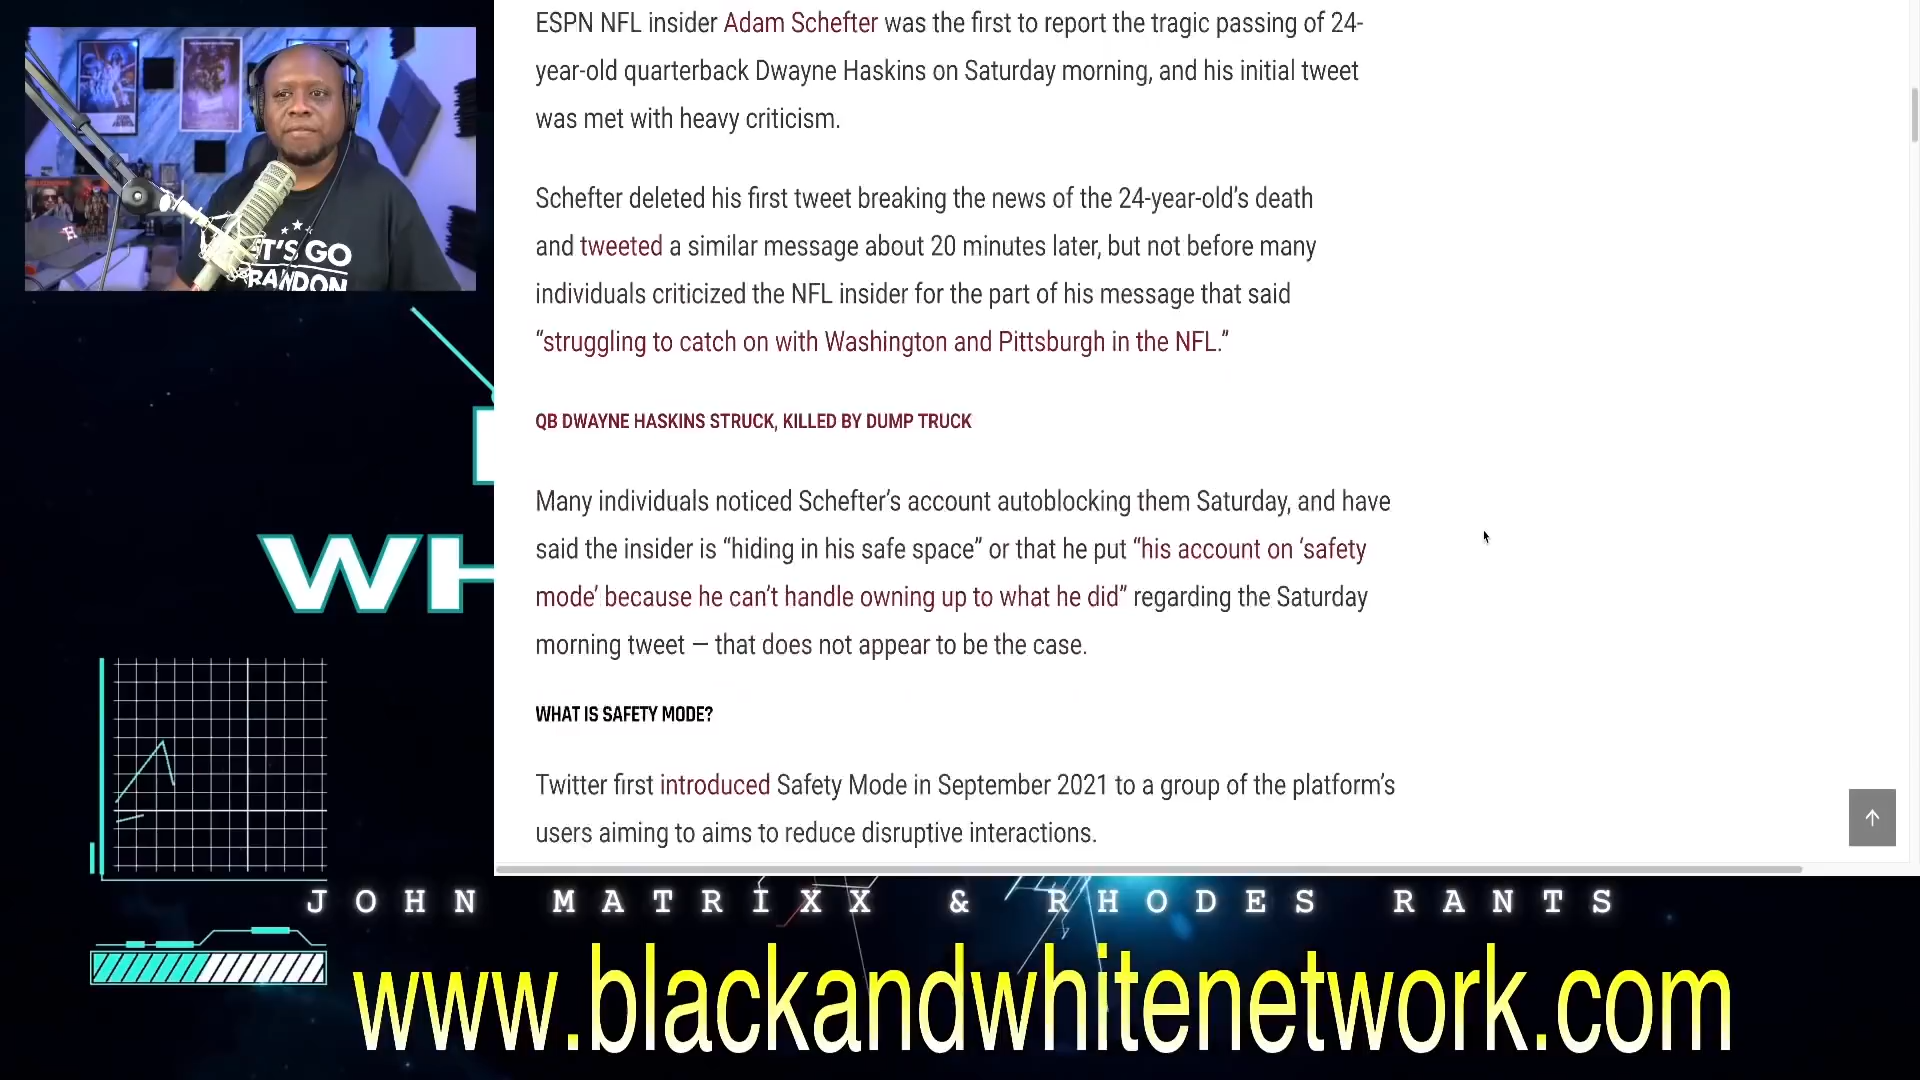 ESPN NFL insider Adam Schefter was the first to report the tragic passing of 24-
year-old quarterback Dwayne Haskins on Saturday morning, and his initial tweet
was met with heavy criticism.
Schefter deleted his first tweet breaking the news of the 24-year-old’s death
and tweeted a similar message about 20 minutes later, but not before many
individuals criticized the NFL insider for the part of his message that said
“struggling to catch on with Washington and Pittsburgh in the NFL.”
QB DWAYNE HASKINS STRUCK, KILLED BY DUMP TRUCK
Many individuals noticed Schefter’s account autoblocking them Saturday, and have
said the insider is “hiding in his safe space” or that he put “his account on ‘safety
mode’ because he can’t handle owning up to what he did” regarding the Saturday
morning tweet — that does not appear to be the case.
WHAT IS SAFETY MODE?
Twitter first introduced Safety Mode in September 2021 to a group of the platform’s
users aiming to aims to reduce disruptive interactions.
ET’S GO
RANDON
WH
JOHN MATRIXX & RHODES RANTS
www.blackandwhitenetwork.com